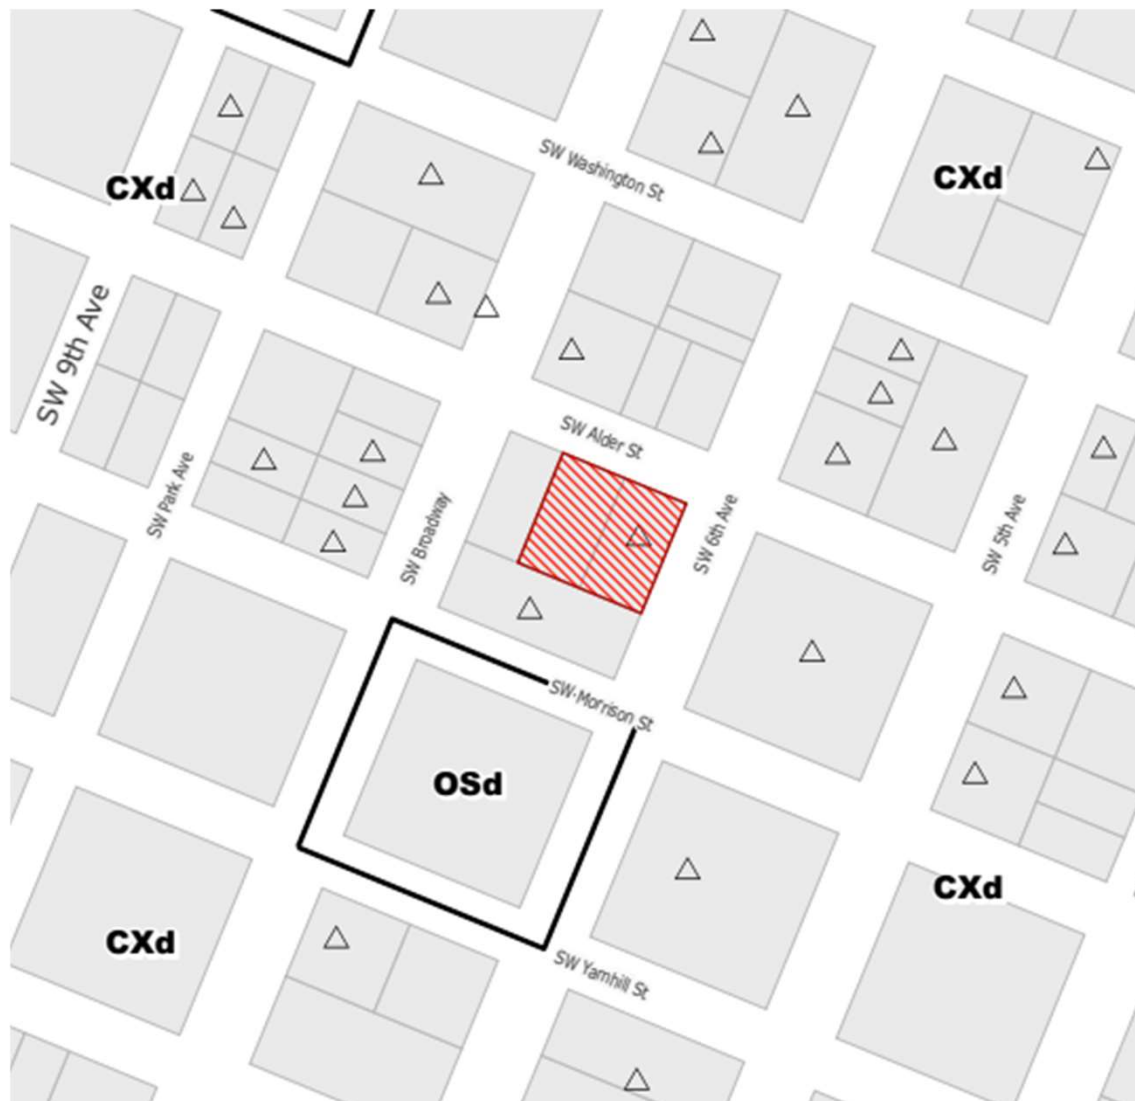 SW Washington St
CXd
CXd
SW 9th Ave
SW Alder St
SW Park Ave
SW Broadway
SW 6th Ave
SW 5th Ave
SW Morrison St
OSd
CXd
CXd
SW Yamhill St